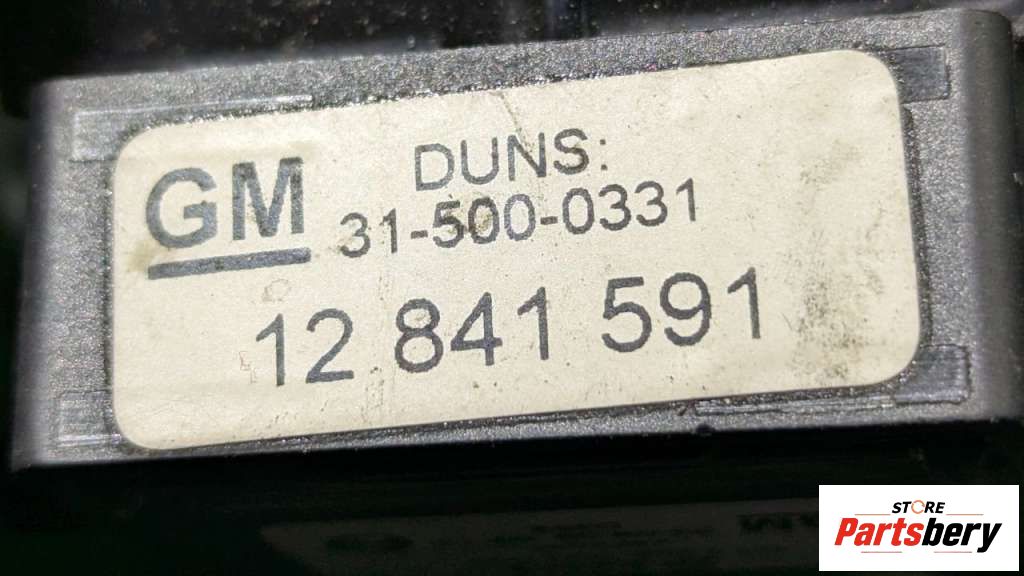 GM
DUNS:
31-500-0331
12 841 591
STORE
Partsbery